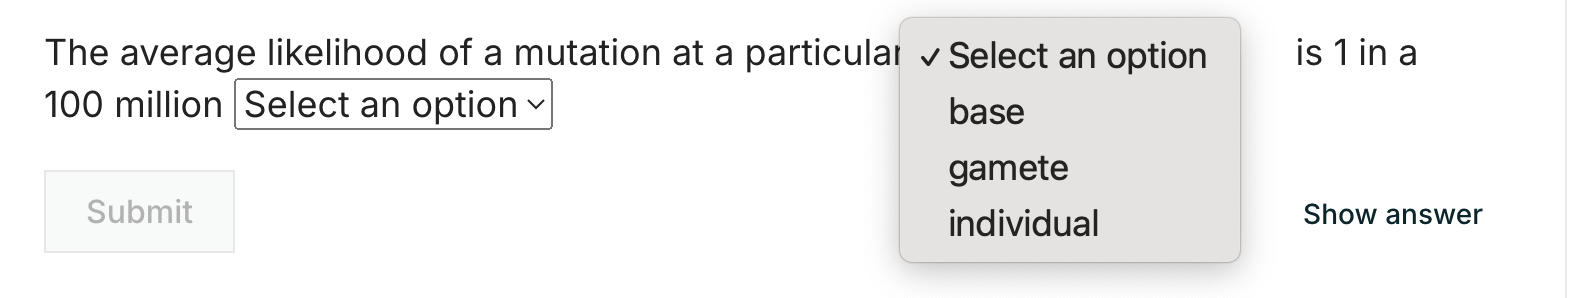 The average likelihood of a mutation at a particular ✓ Select an option is 1 in a
100 million Select an option
base
gamete
individual
Submit
Show answer